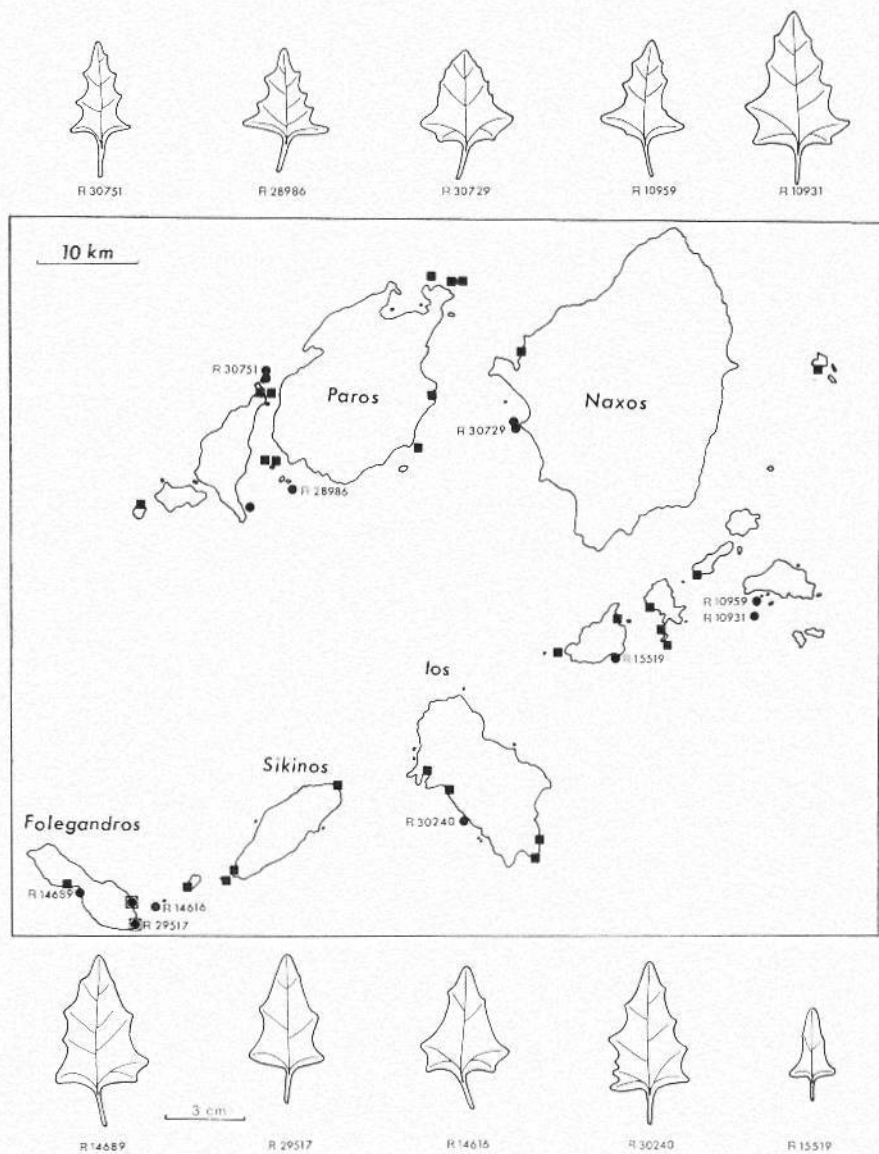 R 30751 R 28986 R 30729 R 10959 R 10931
10 km
R 30751
Paros
Naxos
R 30729
R 28986
R 10959
R 10931
R 15519
Ios
Sikinos
R 30240
Folegandros
R 14689
R 14616
R 29517
3 cm
R 14689 R 29517 R 14616 R 30240 R 15519